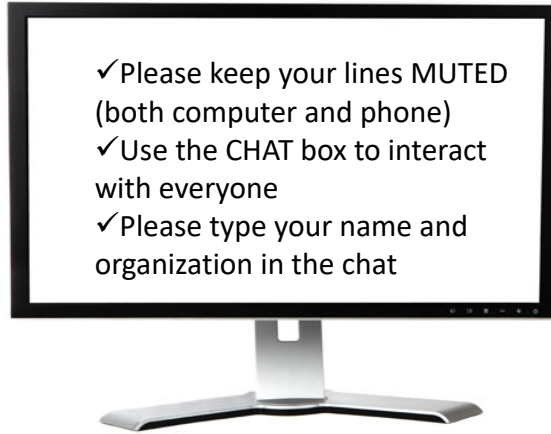 ✓Please keep your lines MUTED
(both computer and phone)
✓Use the CHAT box to interact
with everyone
✓Please type your name and
organization in the chat